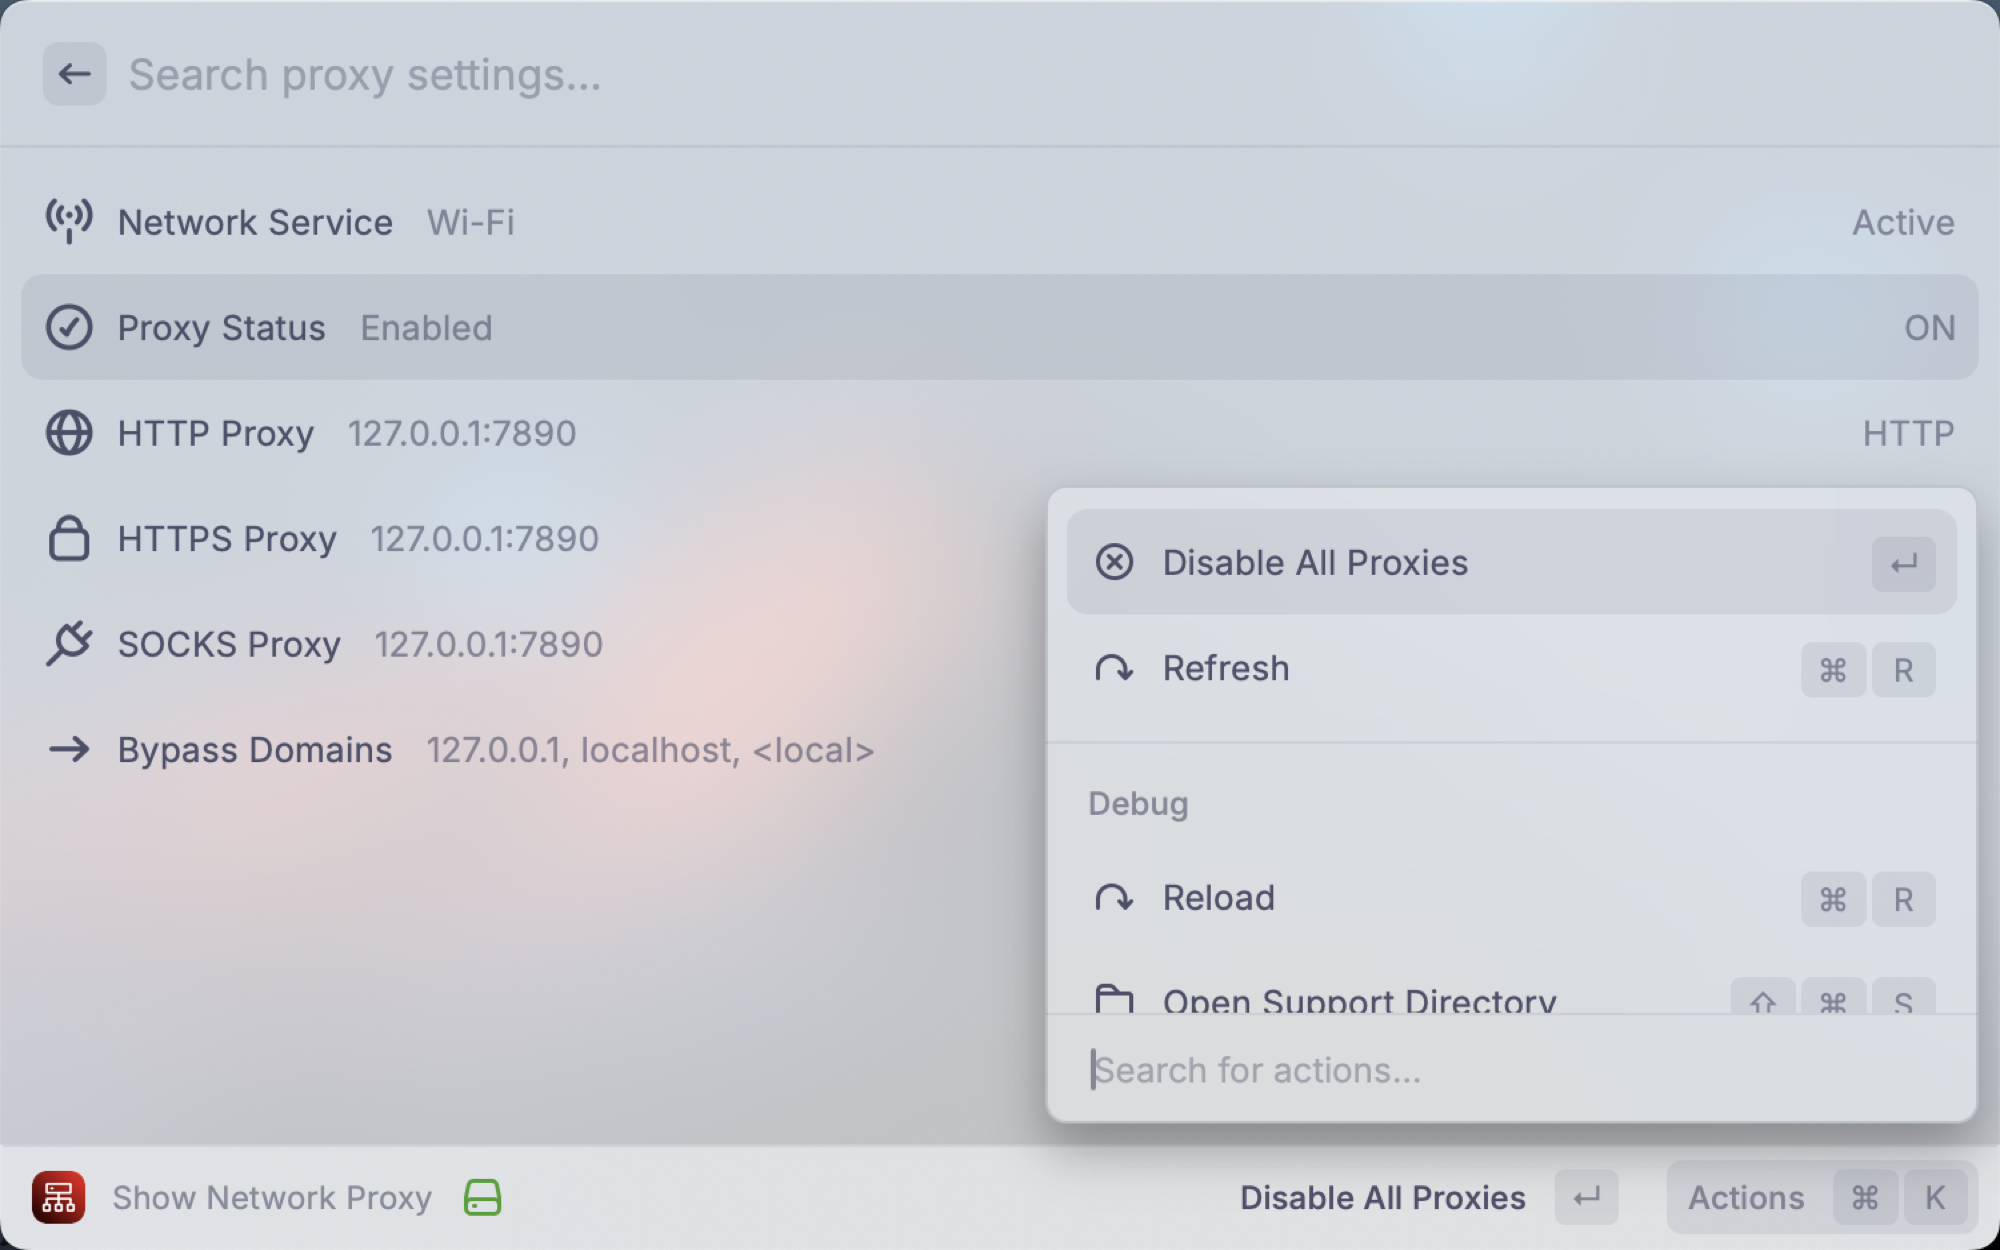 Search proxy settings...
Network Service Wi-Fi Active
Proxy Status Enabled ON
HTTP Proxy 127.0.0.1:7890 HTTP
HTTPS Proxy 127.0.0.1:7890
SOCKS Proxy 127.0.0.1:7890
Bypass Domains 127.0.0.1, localhost, <local>
Disable All Proxies ↵
Refresh ⌘ R
Debug
Reload ⌘ R
Open Support Directory ⇧ ⌘ S
Search for actions...
Show Network Proxy Disable All Proxies ↵ Actions ⌘ K